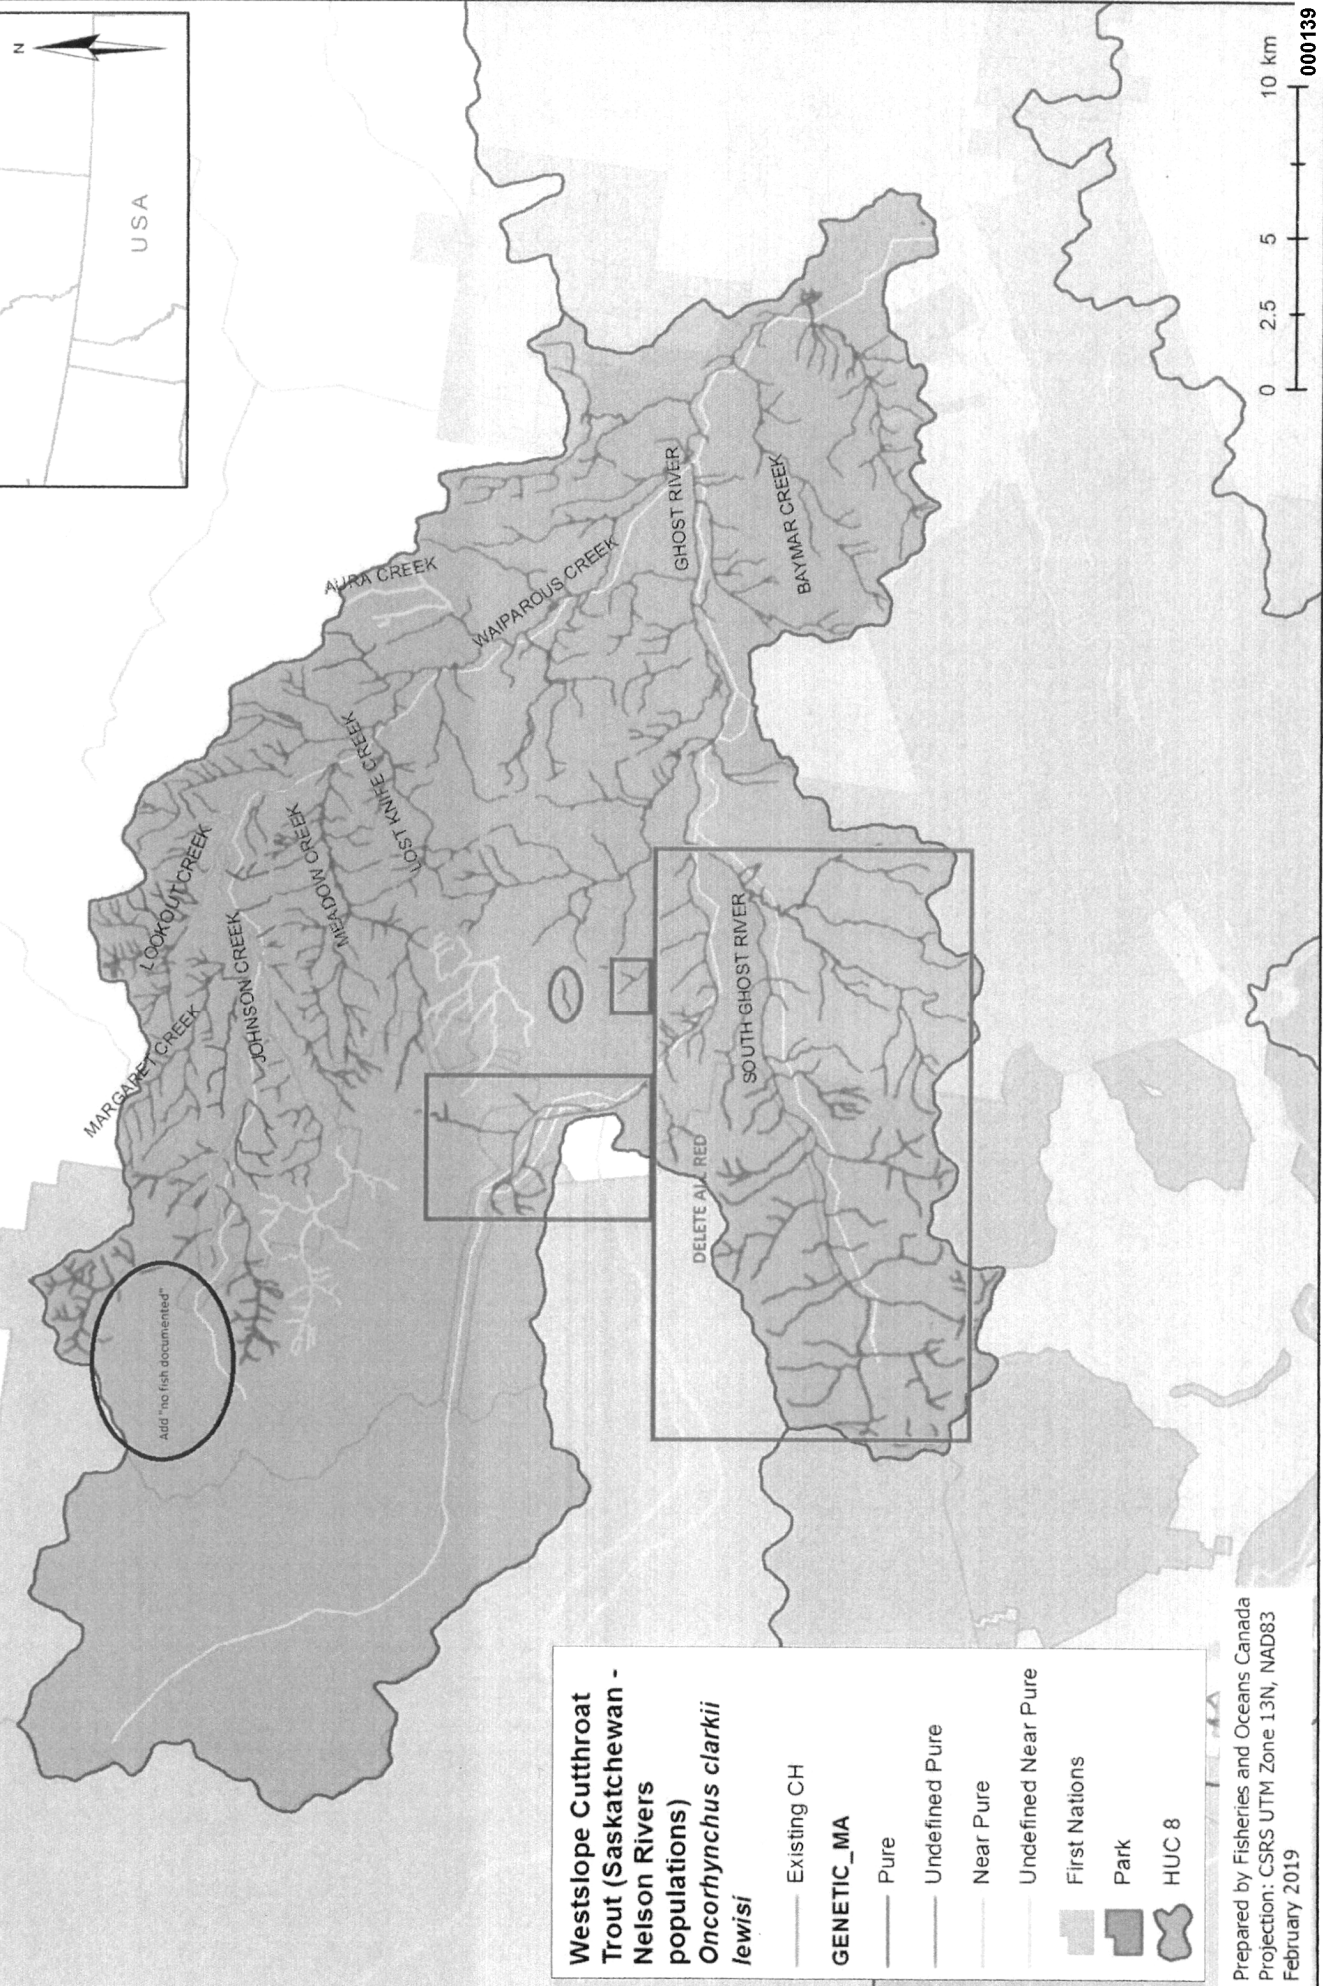 N
USA
MARGARET CREEK
LOOKOUT CREEK
JOHNSON CREEK
MEADOW CREEK
LOST KNIFE CREEK
AURA CREEK
WAIPAROUS CREEK
GHOST RIVER
BAYMAR CREEK
SOUTH GHOST RIVER
Add "no fish documented"
DELETE ALL RED
Westslope Cutthroat
Trout (Saskatchewan -
Nelson Rivers
populations)
Oncorhynchus clarkii
lewisi
Existing CH
GENETIC_MA
Pure
Undefined Pure
Near Pure
Undefined Near Pure
First Nations
Park
HUC 8
Prepared by Fisheries and Oceans Canada
Projection: CSRS UTM Zone 13N, NAD83
February 2019
0 2.5 5 10 km
000139